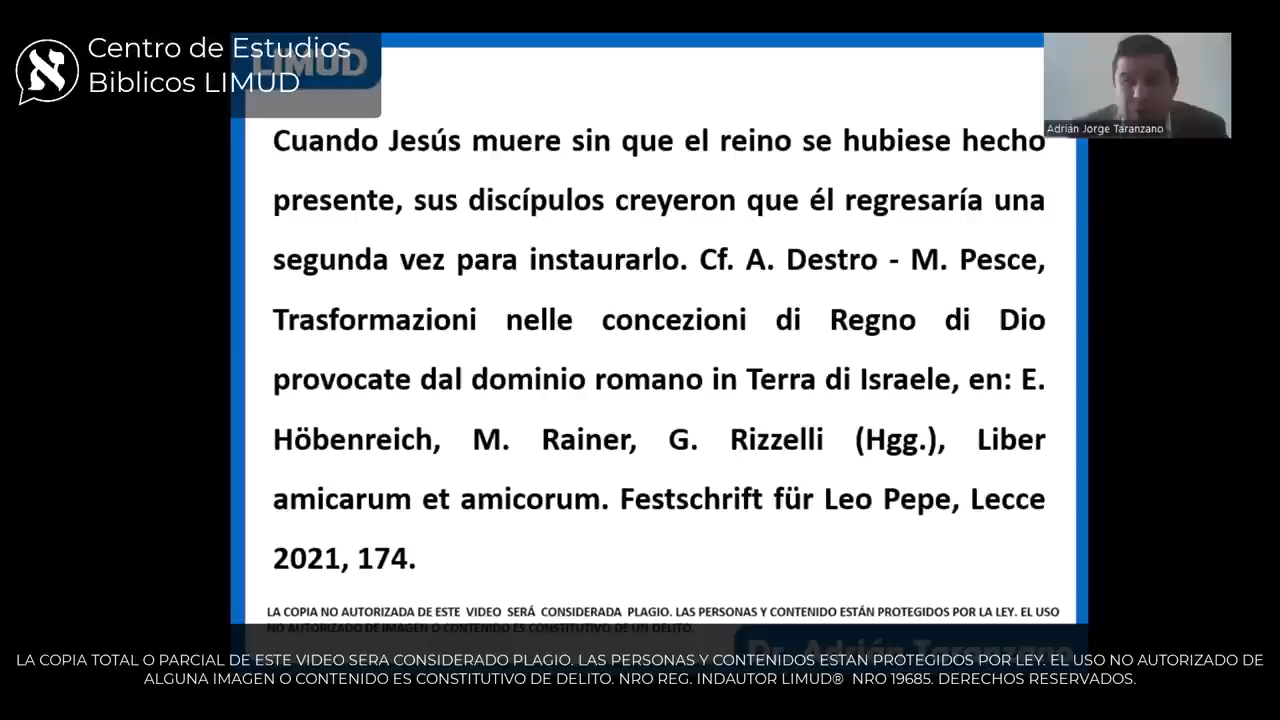 Centro de Estudios
Biblicos LIMUD
LIMUD
Adrián Jorge Taranzano
Cuando Jesús muere sin que el reino se hubiese hecho
presente, sus discípulos creyeron que él regresaría una
segunda vez para instaurarlo. Cf. A. Destro - M. Pesce,
Trasformazioni nelle concezioni di Regno di Dio
provocate dal dominio romano in Terra di Israele, en: E.
Höbenreich, M. Rainer, G. Rizzelli (Hgg.), Liber
amicarum et amicorum. Festschrift für Leo Pepe, Lecce
2021, 174.
LA COPIA NO AUTORIZADA DE ESTE VIDEO SERÁ CONSIDERADA PLAGIO. LAS PERSONAS Y CONTENIDO ESTÁN PROTEGIDOS POR LA LEY. EL USO
NO AUTORIZADO DE IMAGEN O CONTENIDO ES CONSTITUTIVO DE UN DELITO.
Dr. Adrián Taranzano
LA COPIA TOTAL O PARCIAL DE ESTE VIDEO SERA CONSIDERADO PLAGIO. LAS PERSONAS Y CONTENIDOS ESTAN PROTEGIDOS POR LEY. EL USO NO AUTORIZADO DE
ALGUNA IMAGEN O CONTENIDO ES CONSTITUTIVO DE DELITO. NRO REG. INDAUTOR LIMUD® NRO 19685. DERECHOS RESERVADOS.